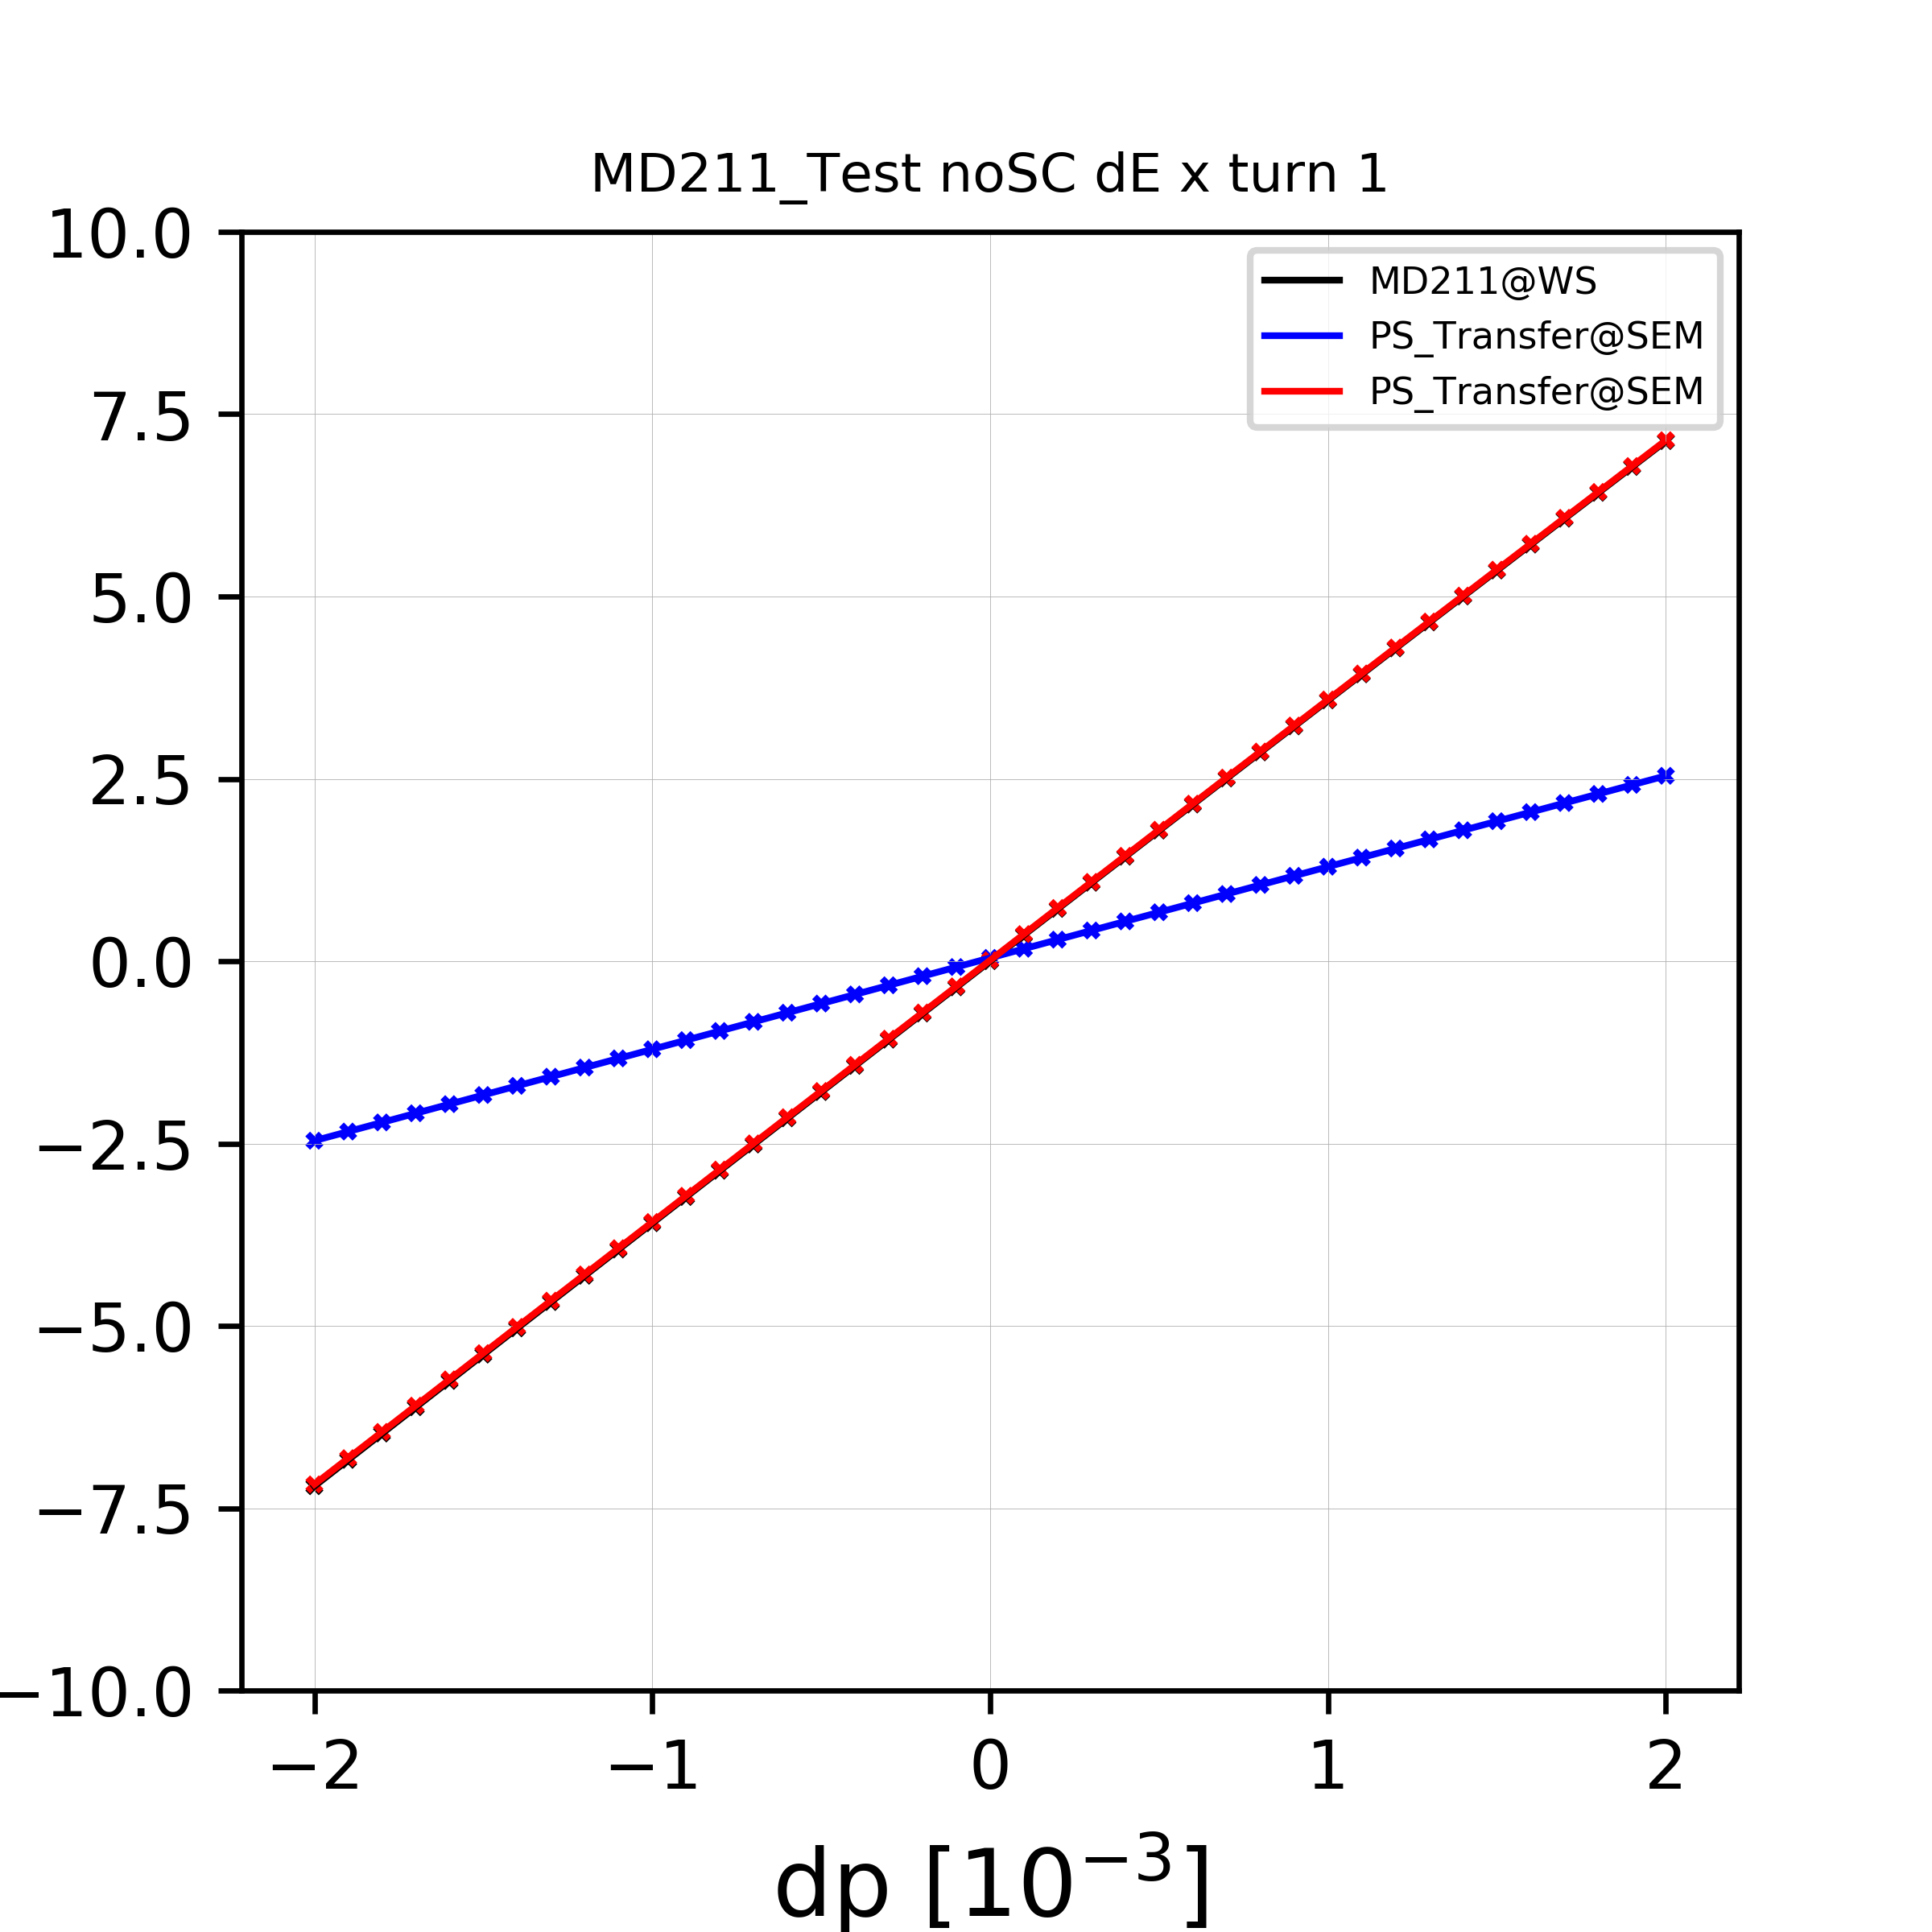 MD211_Test noSC dE x turn 1
10.0
7.5
5.0
2.5
0.0
−2.5
−5.0
−7.5
−10.0
MD211@WS
PS_Transfer@SEM
PS_Transfer@SEM
−2 −1 0 1 2
dp [10⁻³]